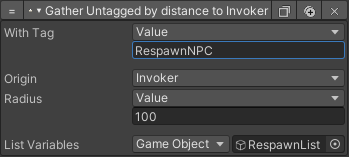 Gather Untagged by distance to Invoker
With Tag Value
RespawnNPC
Origin Invoker
Radius Value
100
List Variables Game Object RespawnList